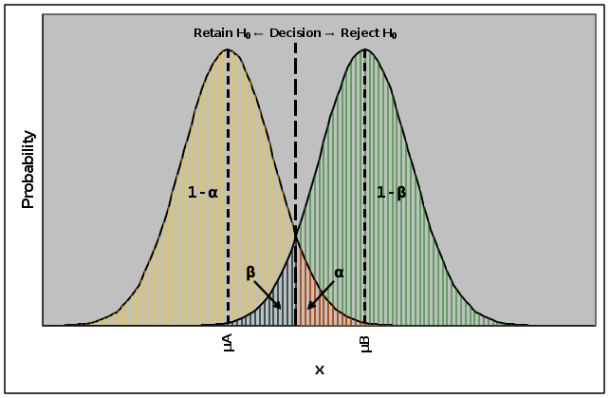 Retain H₀ ← Decision → Reject H₀
Probability
1-α
1-β
β
α
μA
μB
x